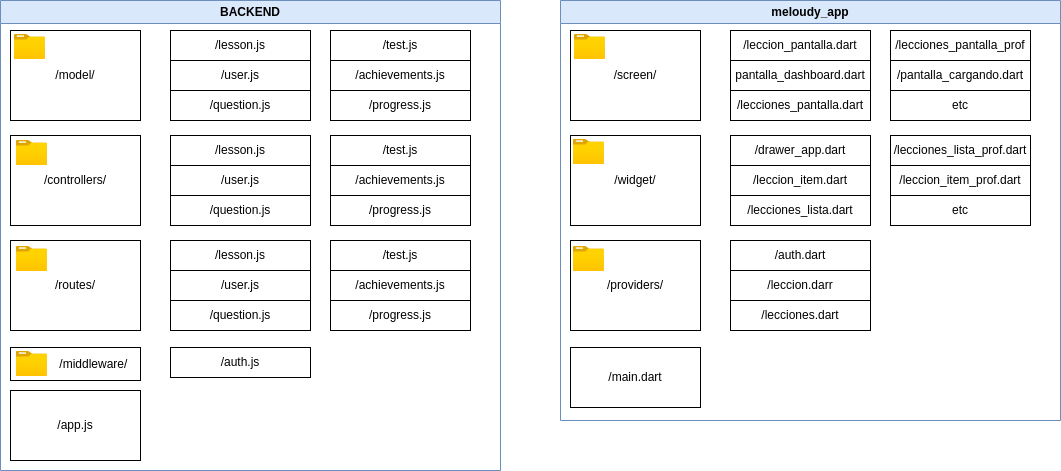 BACKEND
/model/
/lesson.js
/user.js
/question.js
/test.js
/achievements.js
/progress.js
/controllers/
/lesson.js
/user.js
/question.js
/test.js
/achievements.js
/progress.js
/routes/
/lesson.js
/user.js
/question.js
/test.js
/achievements.js
/progress.js
/middleware/
/auth.js
/app.js
meloudy_app
/screen/
/leccion_pantalla.dart
pantalla_dashboard.dart
/lecciones_pantalla.dart
/lecciones_pantalla_prof
/pantalla_cargando.dart
etc
/widget/
/drawer_app.dart
/leccion_item.dart
/lecciones_lista.dart
/lecciones_lista_prof.dart
/leccion_item_prof.dart
etc
/providers/
/auth.dart
/leccion.darr
/lecciones.dart
/main.dart